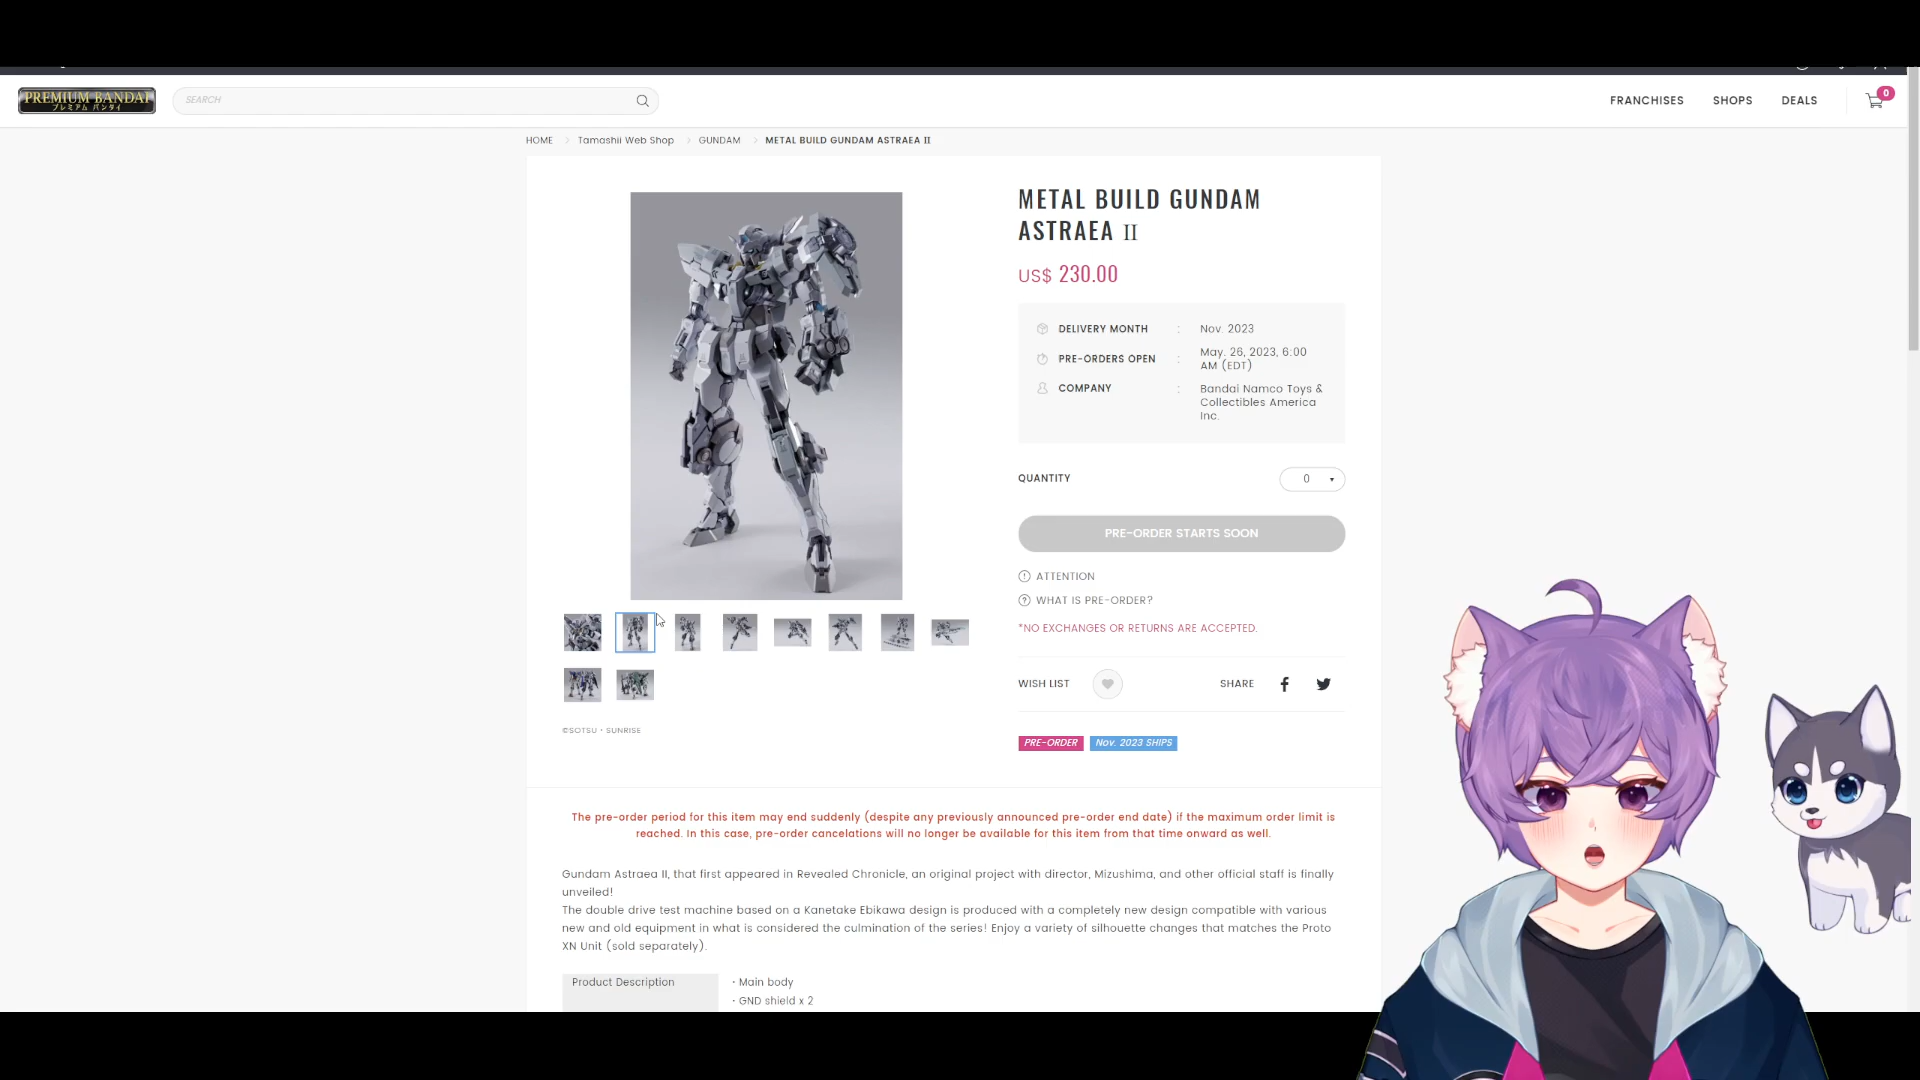 PREMIUM BANDAI
プレミアム バンダイ
SEARCH
FRANCHISES
SHOPS
DEALS
0
HOME
Tamashii Web Shop
GUNDAM
METAL BUILD GUNDAM ASTRAEA II
METAL BUILD GUNDAM
ASTRAEA II
US$ 230.00
DELIVERY MONTH : Nov. 2023
PRE-ORDERS OPEN : May. 26, 2023, 6:00
AM (EDT)
COMPANY : Bandai Namco Toys &
Collectibles America
Inc.
QUANTITY
0
PRE-ORDER STARTS SOON
ATTENTION
WHAT IS PRE-ORDER?
*NO EXCHANGES OR RETURNS ARE ACCEPTED.
WISH LIST
SHARE
PRE-ORDER
Nov. 2023 SHIPS
©SOTSU・SUNRISE
The pre-order period for this item may end suddenly (despite any previously announced pre-order end date) if the maximum order limit is
reached. In this case, pre-order cancelations will no longer be available for this item from that time onward as well.
Gundam Astraea II, that first appeared in Revealed Chronicle, an original project with director, Mizushima, and other official staff is finally
unveiled!
The double drive test machine based on a Kanetake Ebikawa design is produced with a completely new design compatible with various
new and old equipment in what is considered the culmination of the series! Enjoy a variety of silhouette changes that matches the Proto
XN Unit (sold separately).
Product Description
・Main body
・GND shield x 2